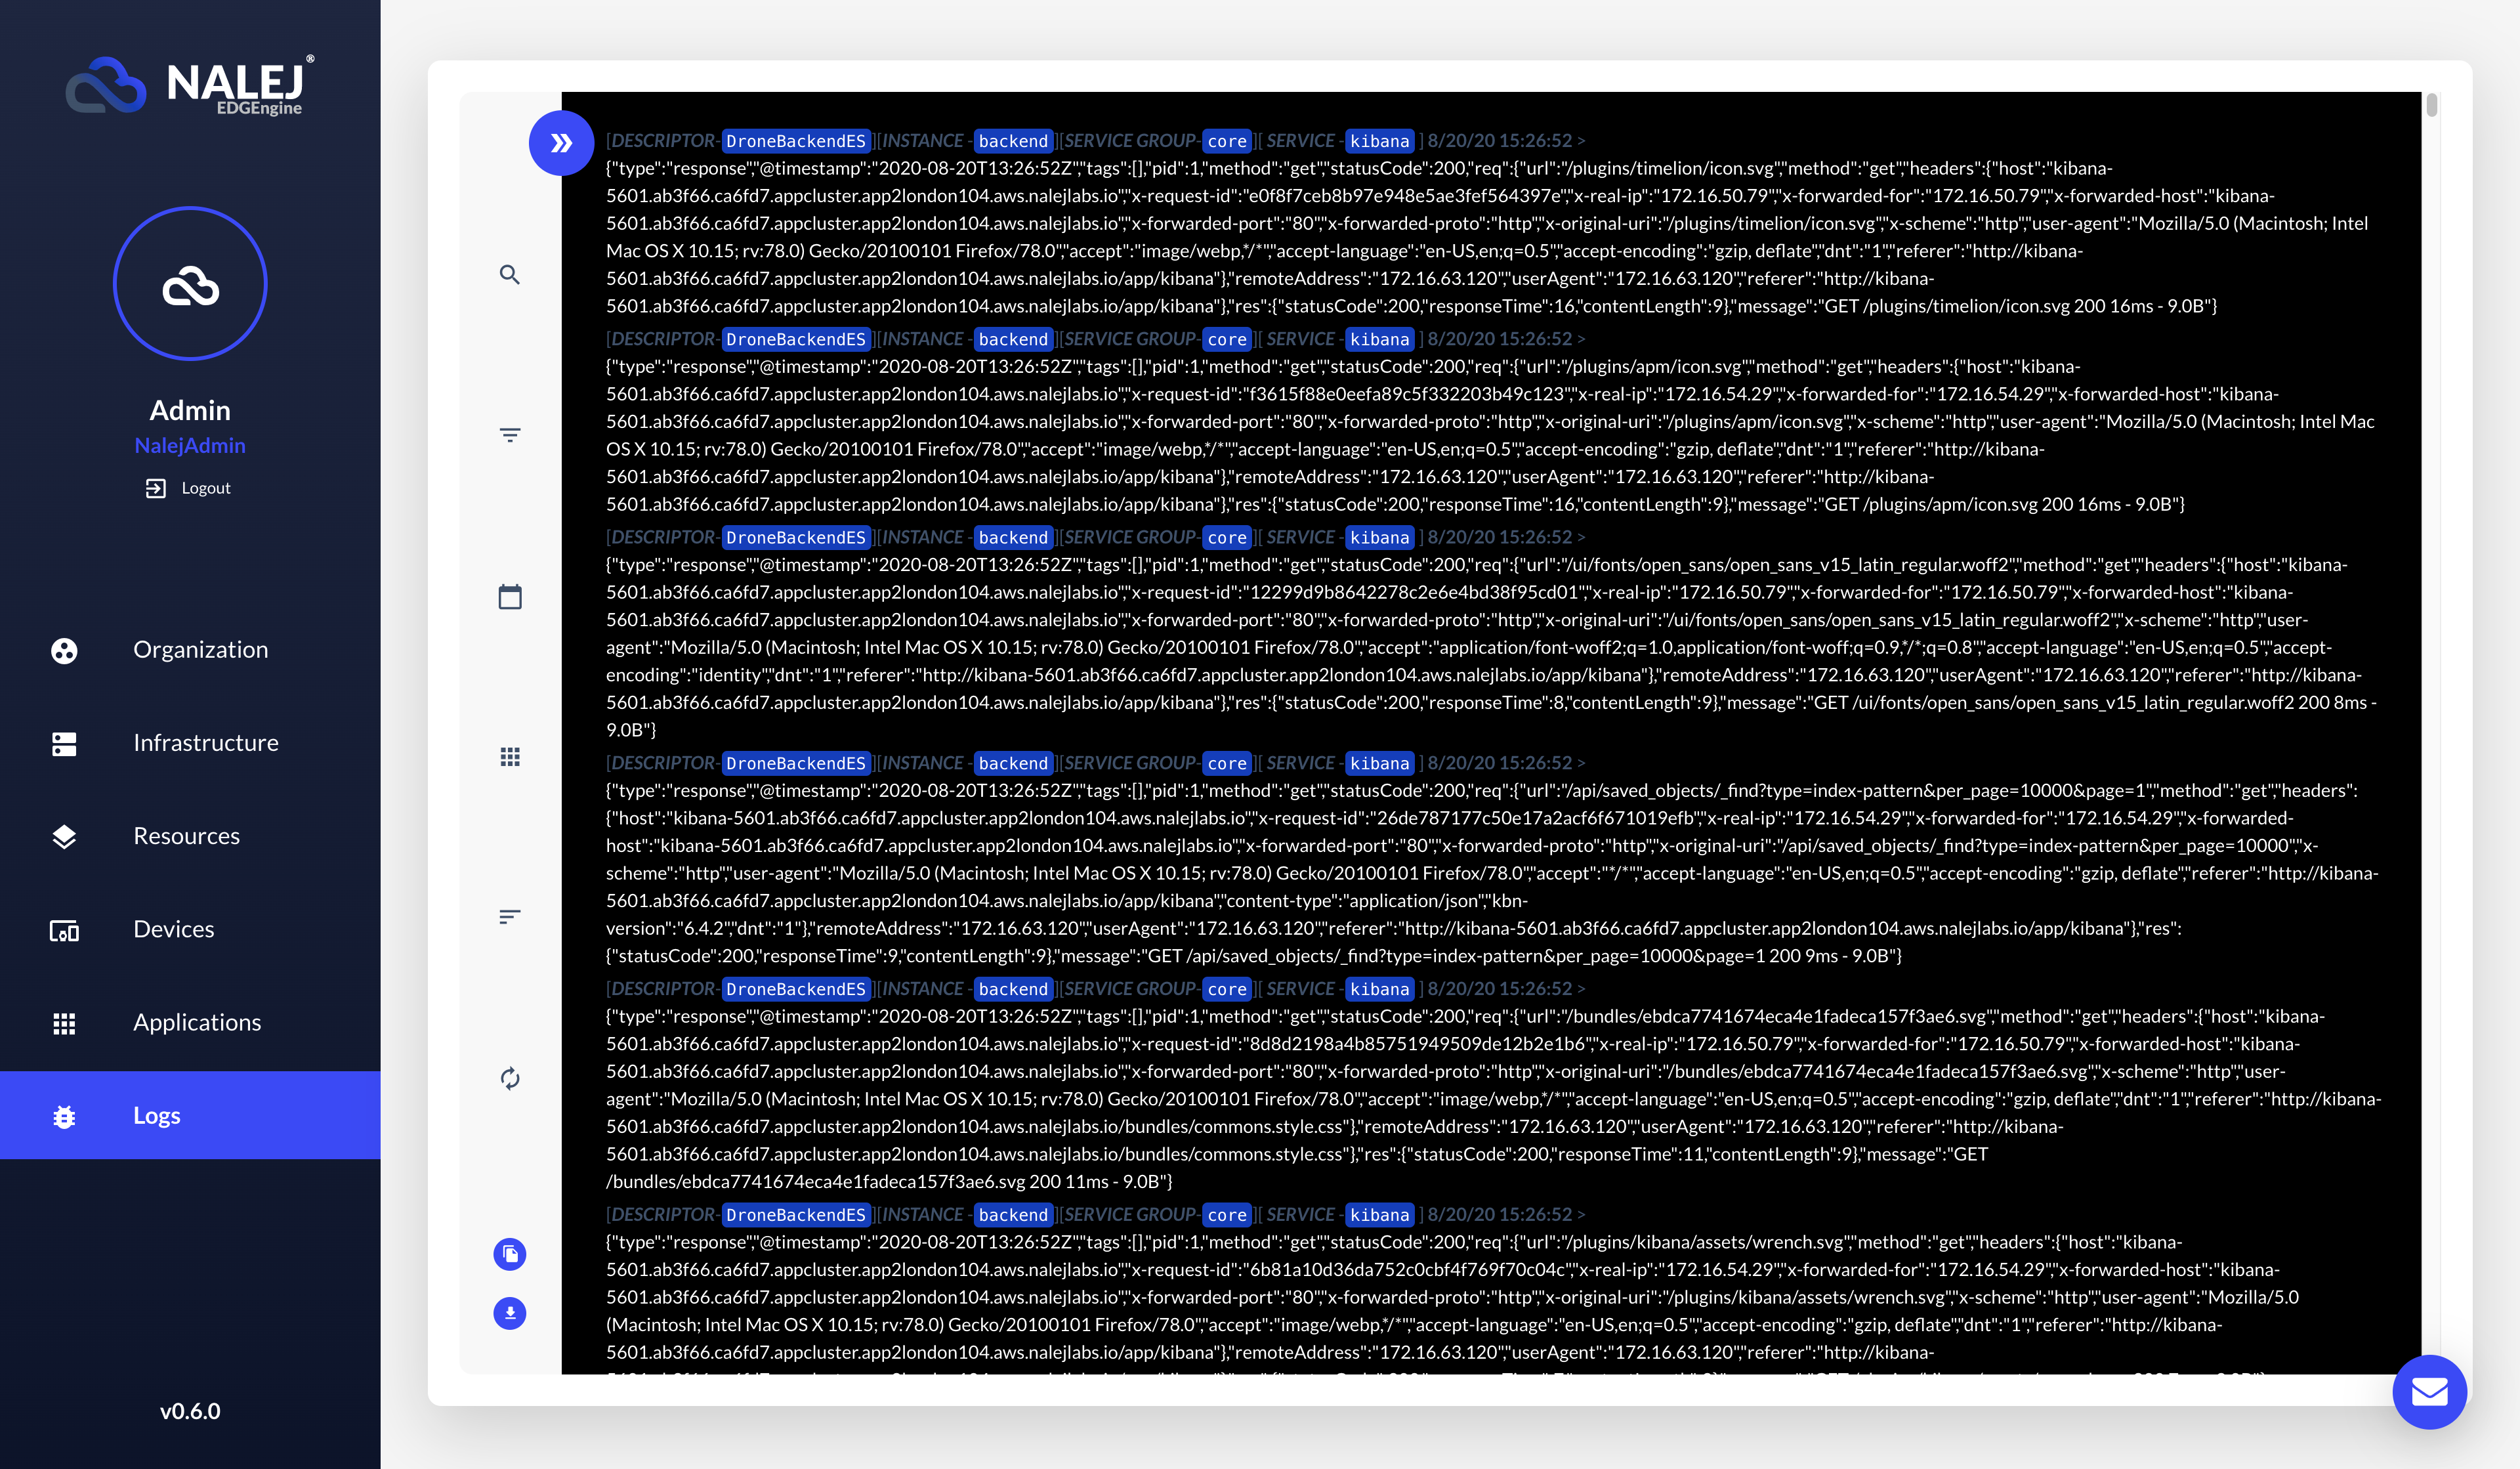 NALEJ®
EDGEngine
Admin
NalejAdmin
Logout
Organization
Infrastructure
Resources
Devices
Applications
Logs
v0.6.0
[DESCRIPTOR-DroneBackendES][INSTANCE -backend][SERVICE GROUP-core][ SERVICE -kibana ] 8/20/20 15:26:52 >
{"type":"response","@timestamp":"2020-08-20T13:26:52Z","tags":[],"pid":1,"method":"get","statusCode":200,"req":{"url":"/plugins/timelion/icon.svg","method":"get","headers":{"host":"kibana-
5601.ab3f66.ca6fd7.appcluster.app2london104.aws.nalejlabs.io","x-request-id":"e0f8f7ceb8b97e948e5ae3fef564397e","x-real-ip":"172.16.50.79","x-forwarded-for":"172.16.50.79","x-forwarded-host":"kibana-
5601.ab3f66.ca6fd7.appcluster.app2london104.aws.nalejlabs.io","x-forwarded-port":"80","x-forwarded-proto":"http","x-original-uri":"/plugins/timelion/icon.svg","x-scheme":"http","user-agent":"Mozilla/5.0 (Macintosh; Intel
Mac OS X 10.15; rv:78.0) Gecko/20100101 Firefox/78.0","accept":"image/webp,*/*","accept-language":"en-US,en;q=0.5","accept-encoding":"gzip, deflate","dnt":"1","referer":"http://kibana-
5601.ab3f66.ca6fd7.appcluster.app2london104.aws.nalejlabs.io/app/kibana"},"remoteAddress":"172.16.63.120","userAgent":"172.16.63.120","referer":"http://kibana-
5601.ab3f66.ca6fd7.appcluster.app2london104.aws.nalejlabs.io/app/kibana"},"res":{"statusCode":200,"responseTime":16,"contentLength":9},"message":"GET /plugins/timelion/icon.svg 200 16ms - 9.0B"}
[DESCRIPTOR-DroneBackendES][INSTANCE -backend][SERVICE GROUP-core][ SERVICE -kibana ] 8/20/20 15:26:52 >
{"type":"response","@timestamp":"2020-08-20T13:26:52Z","tags":[],"pid":1,"method":"get","statusCode":200,"req":{"url":"/plugins/apm/icon.svg","method":"get","headers":{"host":"kibana-
5601.ab3f66.ca6fd7.appcluster.app2london104.aws.nalejlabs.io","x-request-id":"f3615f88e0eefa89c5f332203b49c123","x-real-ip":"172.16.54.29","x-forwarded-for":"172.16.54.29","x-forwarded-host":"kibana-
5601.ab3f66.ca6fd7.appcluster.app2london104.aws.nalejlabs.io","x-forwarded-port":"80","x-forwarded-proto":"http","x-original-uri":"/plugins/apm/icon.svg","x-scheme":"http","user-agent":"Mozilla/5.0 (Macintosh; Intel Mac
OS X 10.15; rv:78.0) Gecko/20100101 Firefox/78.0","accept":"image/webp,*/*","accept-language":"en-US,en;q=0.5","accept-encoding":"gzip, deflate","dnt":"1","referer":"http://kibana-
5601.ab3f66.ca6fd7.appcluster.app2london104.aws.nalejlabs.io/app/kibana"},"remoteAddress":"172.16.63.120","userAgent":"172.16.63.120","referer":"http://kibana-
5601.ab3f66.ca6fd7.appcluster.app2london104.aws.nalejlabs.io/app/kibana"},"res":{"statusCode":200,"responseTime":16,"contentLength":9},"message":"GET /plugins/apm/icon.svg 200 16ms - 9.0B"}
[DESCRIPTOR-DroneBackendES][INSTANCE -backend][SERVICE GROUP-core][ SERVICE -kibana ] 8/20/20 15:26:52 >
{"type":"response","@timestamp":"2020-08-20T13:26:52Z","tags":[],"pid":1,"method":"get","statusCode":200,"req":{"url":"/ui/fonts/open_sans/open_sans_v15_latin_regular.woff2","method":"get","headers":{"host":"kibana-
5601.ab3f66.ca6fd7.appcluster.app2london104.aws.nalejlabs.io","x-request-id":"12299d9b8642278c2e6e4bd38f95cd01","x-real-ip":"172.16.50.79","x-forwarded-for":"172.16.50.79","x-forwarded-host":"kibana-
5601.ab3f66.ca6fd7.appcluster.app2london104.aws.nalejlabs.io","x-forwarded-port":"80","x-forwarded-proto":"http","x-original-uri":"/ui/fonts/open_sans/open_sans_v15_latin_regular.woff2","x-scheme":"http","user-
agent":"Mozilla/5.0 (Macintosh; Intel Mac OS X 10.15; rv:78.0) Gecko/20100101 Firefox/78.0","accept":"application/font-woff2;q=1.0,application/font-woff;q=0.9,*/*;q=0.8","accept-language":"en-US,en;q=0.5","accept-
encoding":"identity","dnt":"1","referer":"http://kibana-5601.ab3f66.ca6fd7.appcluster.app2london104.aws.nalejlabs.io/app/kibana"},"remoteAddress":"172.16.63.120","userAgent":"172.16.63.120","referer":"http://kibana-
5601.ab3f66.ca6fd7.appcluster.app2london104.aws.nalejlabs.io/app/kibana"},"res":{"statusCode":200,"responseTime":8,"contentLength":9},"message":"GET /ui/fonts/open_sans/open_sans_v15_latin_regular.woff2 200 8ms -
9.0B"}
[DESCRIPTOR-DroneBackendES][INSTANCE -backend][SERVICE GROUP-core][ SERVICE -kibana ] 8/20/20 15:26:52 >
{"type":"response","@timestamp":"2020-08-20T13:26:52Z","tags":[],"pid":1,"method":"get","statusCode":200,"req":{"url":"/api/saved_objects/_find?type=index-pattern&per_page=10000&page=1","method":"get","headers":
{"host":"kibana-5601.ab3f66.ca6fd7.appcluster.app2london104.aws.nalejlabs.io","x-request-id":"26de787177c50e17a2acf6f671019efb","x-real-ip":"172.16.54.29","x-forwarded-for":"172.16.54.29","x-forwarded-
host":"kibana-5601.ab3f66.ca6fd7.appcluster.app2london104.aws.nalejlabs.io","x-forwarded-port":"80","x-forwarded-proto":"http","x-original-uri":"/api/saved_objects/_find?type=index-pattern&per_page=10000","x-
scheme":"http","user-agent":"Mozilla/5.0 (Macintosh; Intel Mac OS X 10.15; rv:78.0) Gecko/20100101 Firefox/78.0","accept":"*/*","accept-language":"en-US,en;q=0.5","accept-encoding":"gzip, deflate","referer":"http://kibana-
5601.ab3f66.ca6fd7.appcluster.app2london104.aws.nalejlabs.io/app/kibana","content-type":"application/json","kbn-
version":"6.4.2","dnt":"1"},"remoteAddress":"172.16.63.120","userAgent":"172.16.63.120","referer":"http://kibana-5601.ab3f66.ca6fd7.appcluster.app2london104.aws.nalejlabs.io/app/kibana"},"res":
{"statusCode":200,"responseTime":9,"contentLength":9},"message":"GET /api/saved_objects/_find?type=index-pattern&per_page=10000&page=1 200 9ms - 9.0B"}
[DESCRIPTOR-DroneBackendES][INSTANCE -backend][SERVICE GROUP-core][ SERVICE -kibana ] 8/20/20 15:26:52 >
{"type":"response","@timestamp":"2020-08-20T13:26:52Z","tags":[],"pid":1,"method":"get","statusCode":200,"req":{"url":"/bundles/ebdca7741674eca4e1fadeca157f3ae6.svg","method":"get","headers":{"host":"kibana-
5601.ab3f66.ca6fd7.appcluster.app2london104.aws.nalejlabs.io","x-request-id":"8d8d2198a4b85751949509de12b2e1b6","x-real-ip":"172.16.50.79","x-forwarded-for":"172.16.50.79","x-forwarded-host":"kibana-
5601.ab3f66.ca6fd7.appcluster.app2london104.aws.nalejlabs.io","x-forwarded-port":"80","x-forwarded-proto":"http","x-original-uri":"/bundles/ebdca7741674eca4e1fadeca157f3ae6.svg","x-scheme":"http","user-
agent":"Mozilla/5.0 (Macintosh; Intel Mac OS X 10.15; rv:78.0) Gecko/20100101 Firefox/78.0","accept":"image/webp,*/*","accept-language":"en-US,en;q=0.5","accept-encoding":"gzip, deflate","dnt":"1","referer":"http://kibana-
5601.ab3f66.ca6fd7.appcluster.app2london104.aws.nalejlabs.io/bundles/commons.style.css"},"remoteAddress":"172.16.63.120","userAgent":"172.16.63.120","referer":"http://kibana-
5601.ab3f66.ca6fd7.appcluster.app2london104.aws.nalejlabs.io/bundles/commons.style.css"},"res":{"statusCode":200,"responseTime":11,"contentLength":9},"message":"GET
/bundles/ebdca7741674eca4e1fadeca157f3ae6.svg 200 11ms - 9.0B"}
[DESCRIPTOR-DroneBackendES][INSTANCE -backend][SERVICE GROUP-core][ SERVICE -kibana ] 8/20/20 15:26:52 >
{"type":"response","@timestamp":"2020-08-20T13:26:52Z","tags":[],"pid":1,"method":"get","statusCode":200,"req":{"url":"/plugins/kibana/assets/wrench.svg","method":"get","headers":{"host":"kibana-
5601.ab3f66.ca6fd7.appcluster.app2london104.aws.nalejlabs.io","x-request-id":"6b81a10d36da752c0cbf4f769f70c04c","x-real-ip":"172.16.54.29","x-forwarded-for":"172.16.54.29","x-forwarded-host":"kibana-
5601.ab3f66.ca6fd7.appcluster.app2london104.aws.nalejlabs.io","x-forwarded-port":"80","x-forwarded-proto":"http","x-original-uri":"/plugins/kibana/assets/wrench.svg","x-scheme":"http","user-agent":"Mozilla/5.0
(Macintosh; Intel Mac OS X 10.15; rv:78.0) Gecko/20100101 Firefox/78.0","accept":"image/webp,*/*","accept-language":"en-US,en;q=0.5","accept-encoding":"gzip, deflate","dnt":"1","referer":"http://kibana-
5601.ab3f66.ca6fd7.appcluster.app2london104.aws.nalejlabs.io/app/kibana"},"remoteAddress":"172.16.63.120","userAgent":"172.16.63.120","referer":"http://kibana-